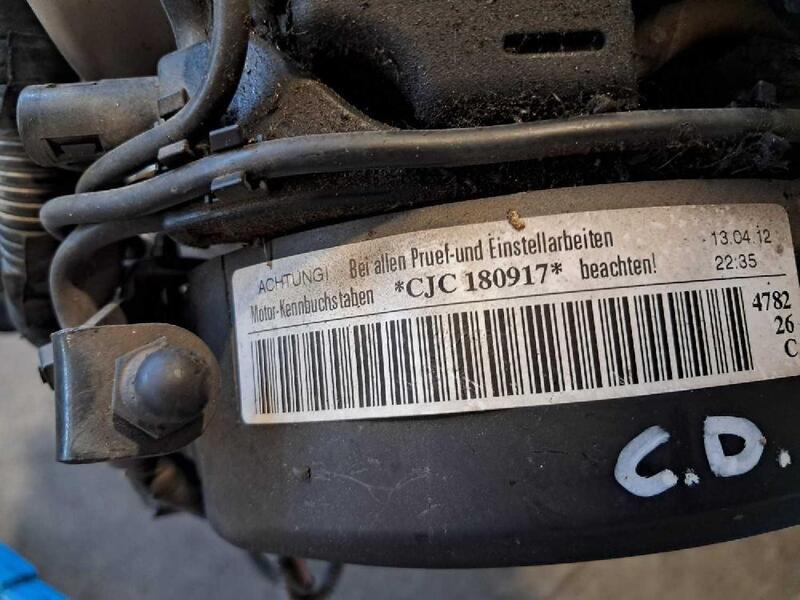 ACHTUNG! Bei allen Pruef-und Einstellarbeiten
Motor-Kennbuchstaben *CJC 180917* beachten!
13.04.12
22:35
4782
26
C
C.D.